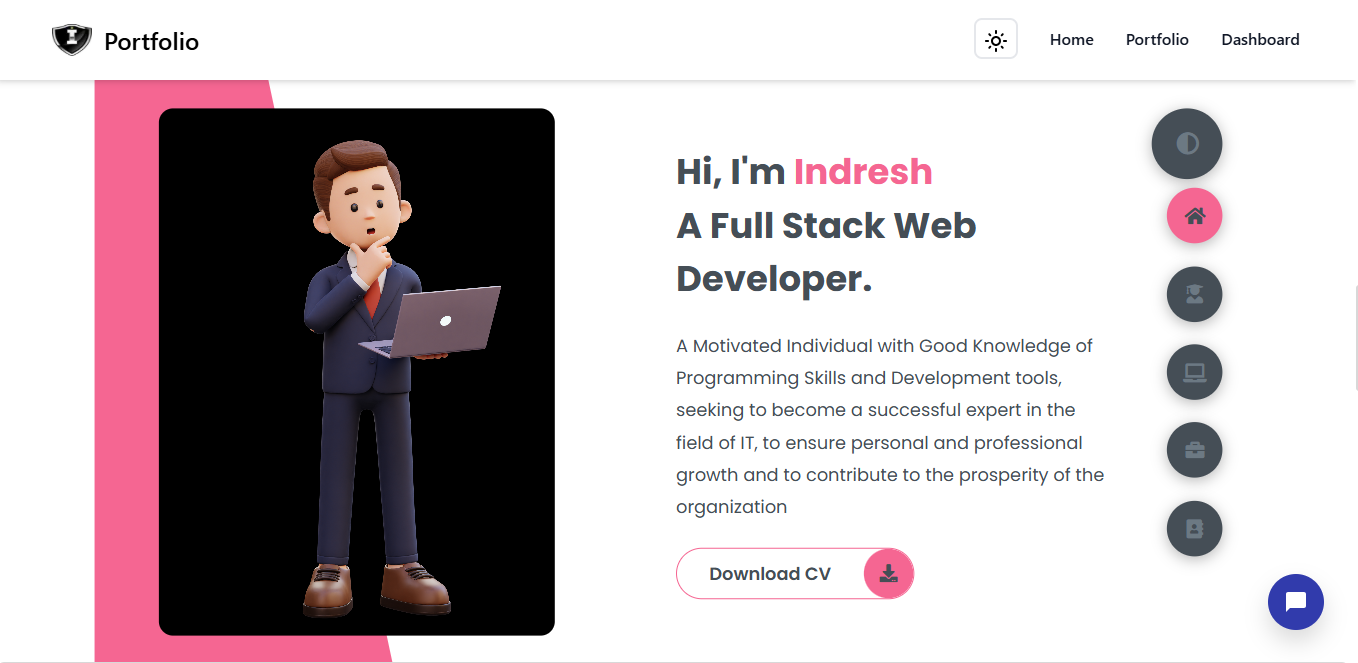 I
Portfolio
Home
Portfolio
Dashboard
Hi, I'm Indresh
A Full Stack Web
Developer.
A Motivated Individual with Good Knowledge of
Programming Skills and Development tools,
seeking to become a successful expert in the
field of IT, to ensure personal and professional
growth and to contribute to the prosperity of the
organization
Download CV